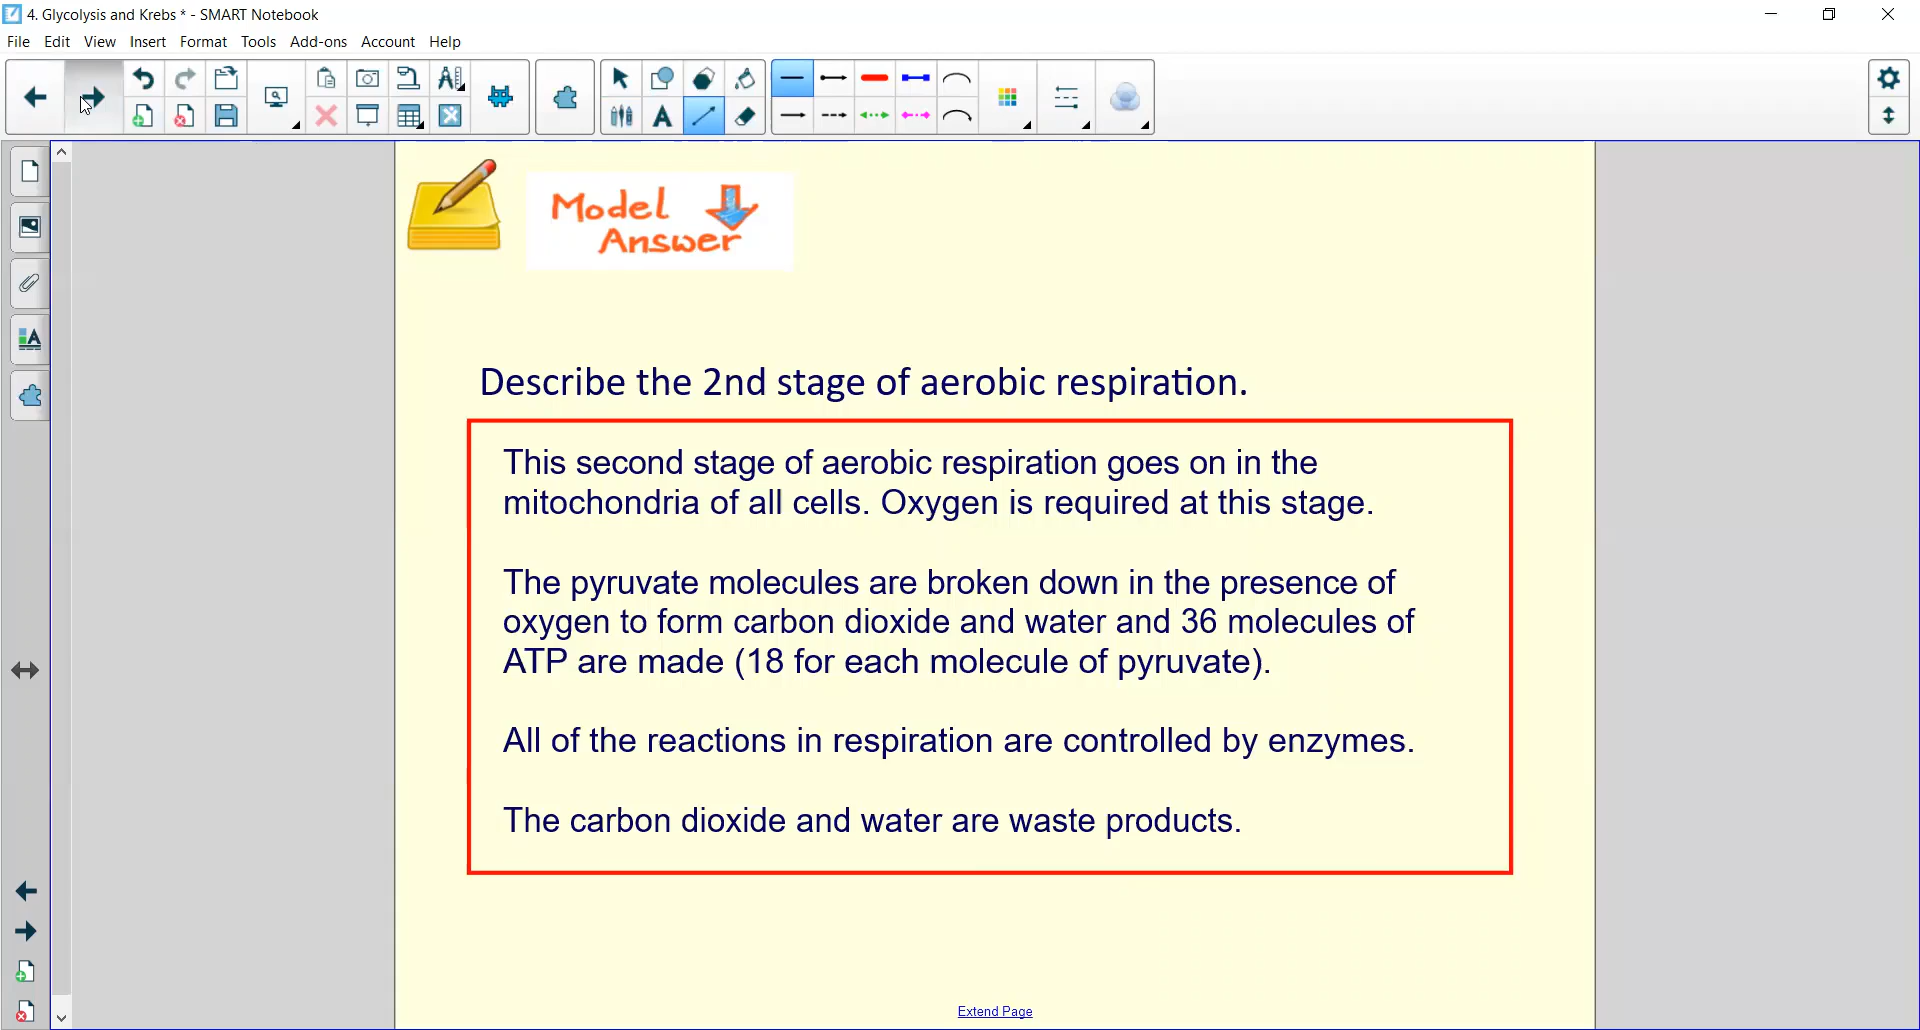 4. Glycolysis and Krebs * - SMART Notebook
File Edit View Insert Format Tools Add-ons Account Help
Model
Answer
Describe the 2nd stage of aerobic respiration.
This second stage of aerobic respiration goes on in the
mitochondria of all cells. Oxygen is required at this stage.
The pyruvate molecules are broken down in the presence of
oxygen to form carbon dioxide and water and 36 molecules of
ATP are made (18 for each molecule of pyruvate).
All of the reactions in respiration are controlled by enzymes.
The carbon dioxide and water are waste products.
Extend Page